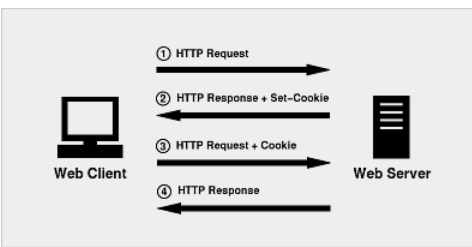 ① HTTP Request
② HTTP Response + Set-Cookie
③ HTTP Request + Cookie
Web Client
Web Server
④ HTTP Response